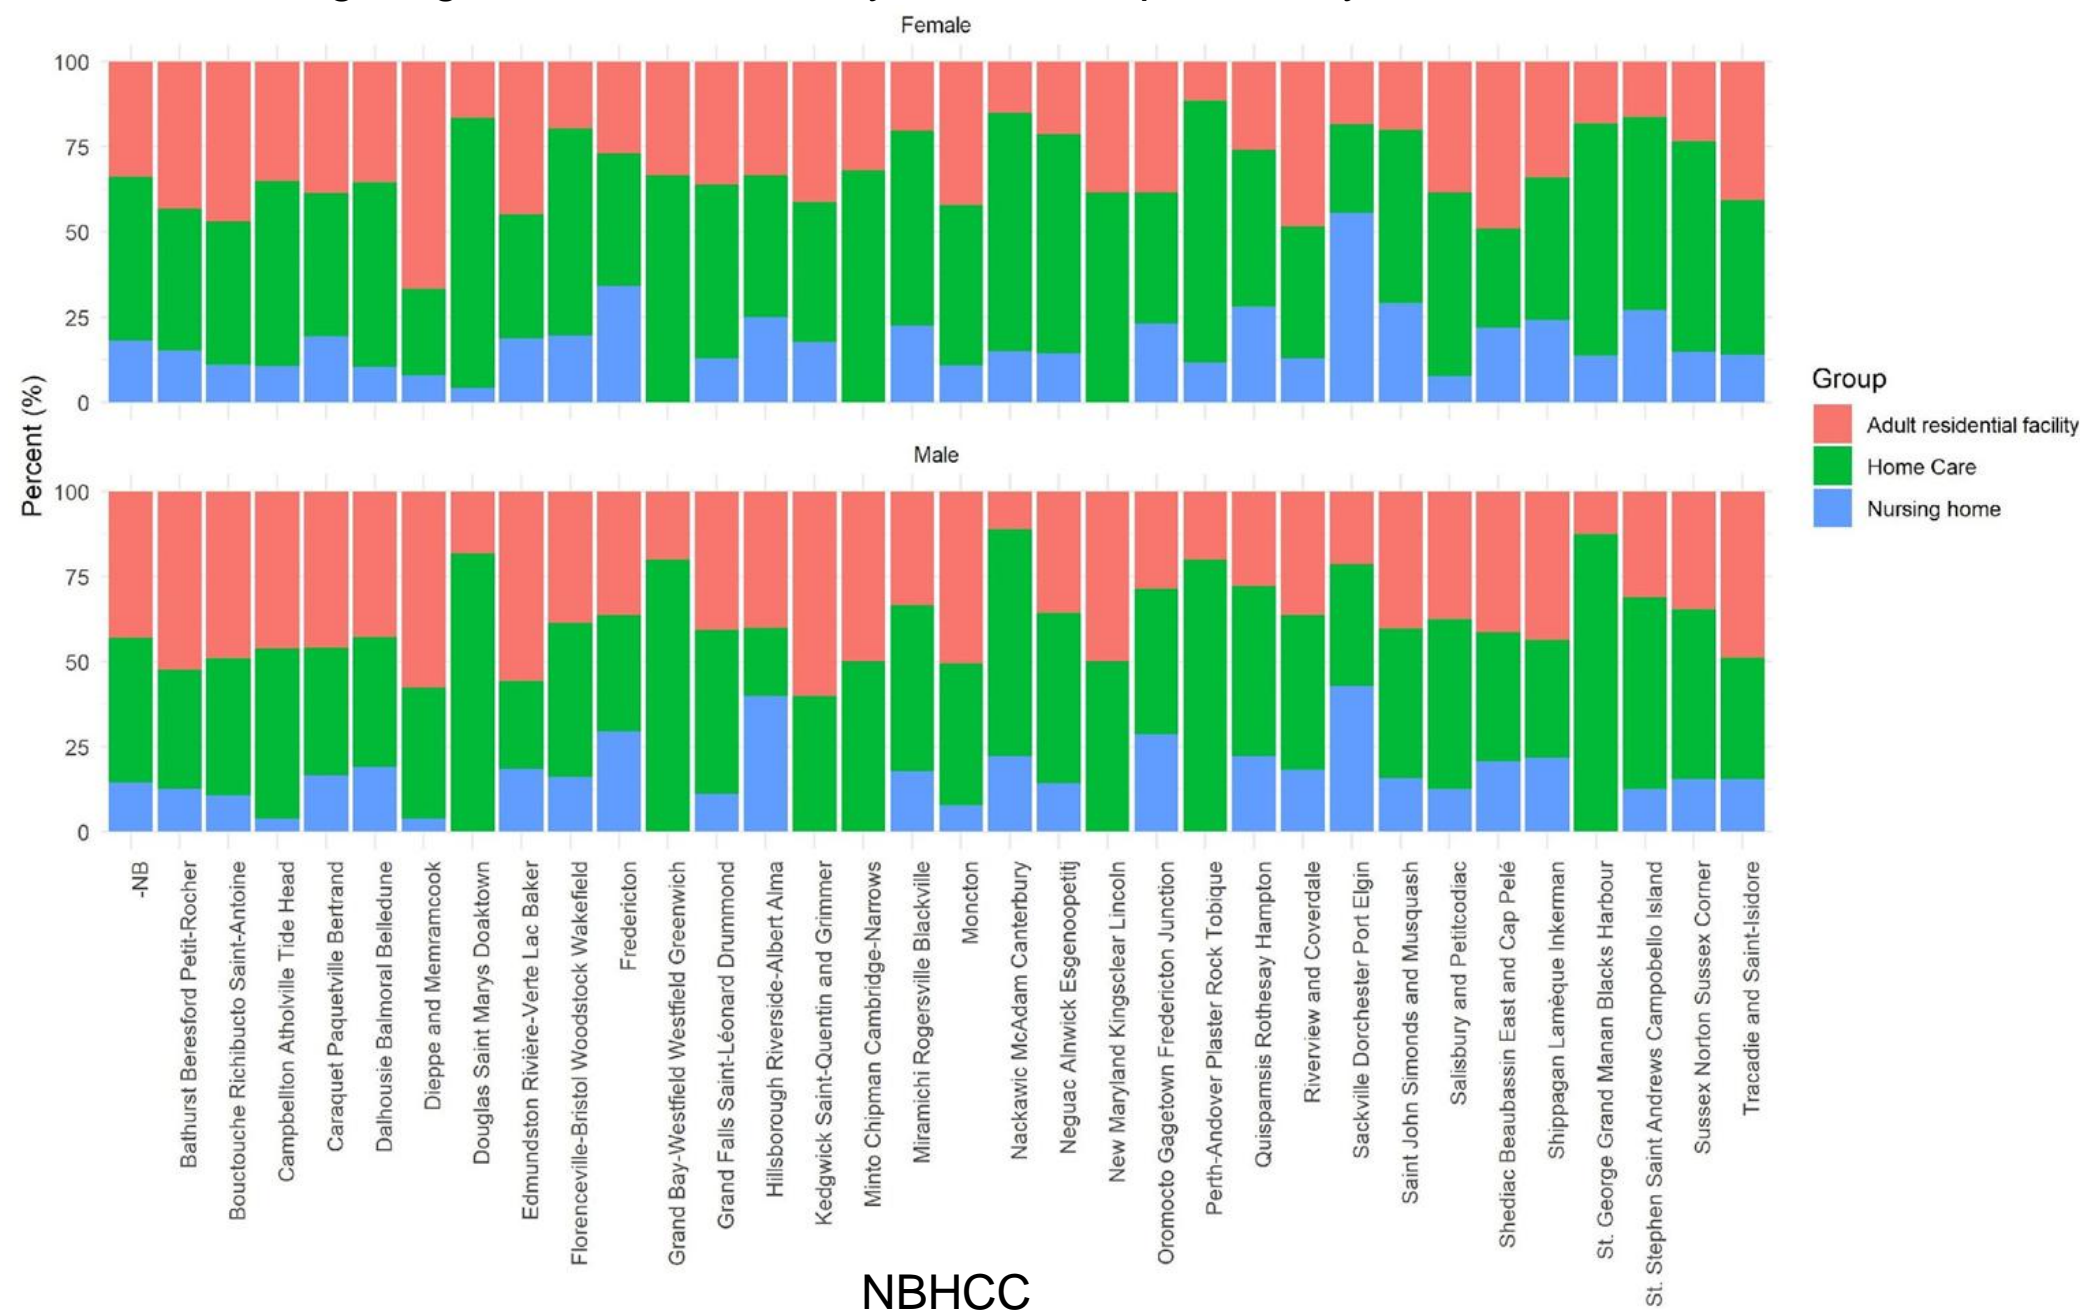 Female
100
75
50
25
0
Male
100
75
50
25
0
Percent (%)
Group
Adult residential facility
Home Care
Nursing home
-NB
Bathurst Beresford Petit-Rocher
Bouctouche Richibucto Saint-Antoine
Campbellton Atholville Tide Head
Caraquet Paquetville Bertrand
Dalhousie Balmoral Belledune
Dieppe and Memramcook
Douglas Saint Marys Doaktown
Edmundston Rivière-Verte Lac Baker
Florenceville-Bristol Woodstock Wakefield
Fredericton
Grand Bay-Westfield Westfield Greenwich
Grand Falls Saint-Léonard Drummond
Hillsborough Riverside-Albert Alma
Kedgwick Saint-Quentin and Grimmer
Minto Chipman Cambridge-Narrows
Miramichi Rogersville Blackville
Moncton
Nackawic McAdam Canterbury
Neguac Alnwick Esgenoopetitj
New Maryland Kingsclear Lincoln
Oromocto Gagetown Fredericton Junction
Perth-Andover Plaster Rock Tobique
Quispamsis Rothesay Hampton
Riverview and Coverdale
Sackville Dorchester Port Elgin
Saint John Simonds and Musquash
Salisbury and Petitcodiac
Shediac Beaubassin East and Cap Pelé
Shippagan Lamèque Inkerman
St. George Grand Manan Blacks Harbour
St. Stephen Saint Andrews Campobello Island
Sussex Norton Sussex Corner
Tracadie and Saint-Isidore
NBHCC